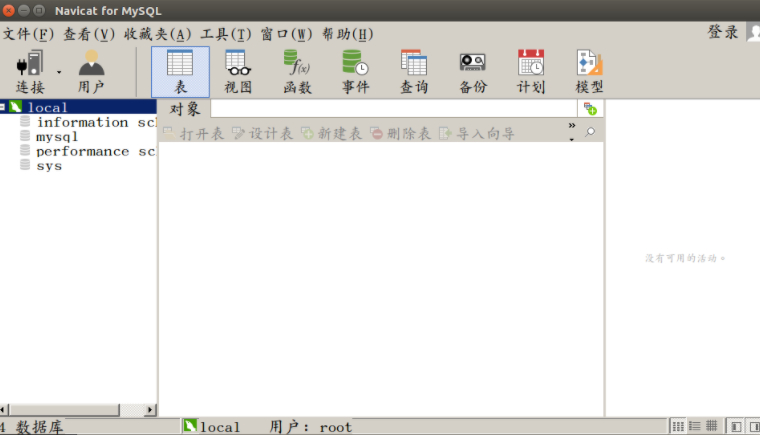 Navicat for MySQL
文件(F) 查看(V) 收藏夹(A) 工具(T) 窗口(W) 帮助(H) 登录
连接 用户 表 视图 函数 事件 查询 备份 计划 模型
local
information sc
mysql
performance sc
sys
对象
打开表 设计表 新建表 删除表 导入向导 »
没有可用的活动。
4 数据库 local 用户: root